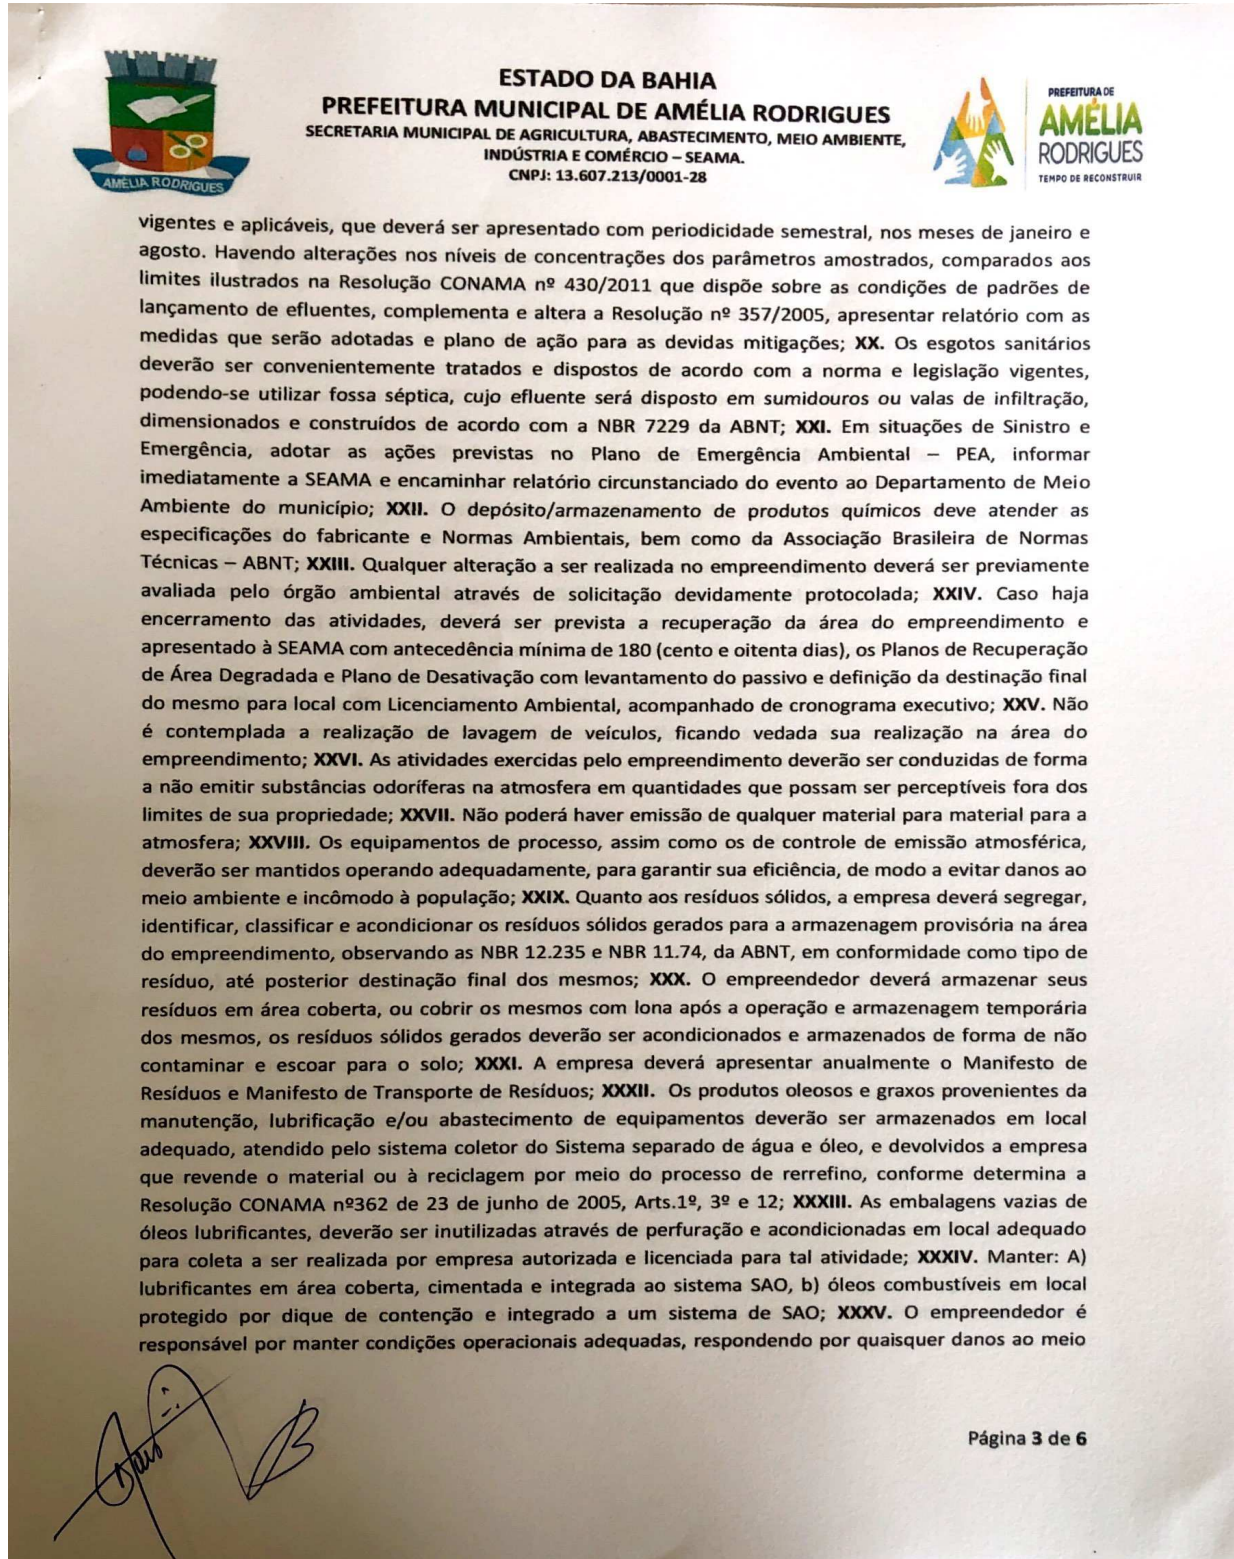 ESTADO DA BAHIA
PREFEITURA MUNICIPAL DE AMÉLIA RODRIGUES
SECRETARIA MUNICIPAL DE AGRICULTURA, ABASTECIMENTO, MEIO AMBIENTE,
INDÚSTRIA E COMÉRCIO – SEAMA.
CNPJ: 13.607.213/0001-28
AMÉLIA RODRIGUES
PREFEITURA DE
AMÉLIA
RODRIGUES
TEMPO DE RECONSTRUIR
vigentes e aplicáveis, que deverá ser apresentado com periodicidade semestral, nos meses de janeiro e
agosto. Havendo alterações nos níveis de concentrações dos parâmetros amostrados, comparados aos
limites ilustrados na Resolução CONAMA nº 430/2011 que dispõe sobre as condições de padrões de
lançamento de efluentes, complementa e altera a Resolução nº 357/2005, apresentar relatório com as
medidas que serão adotadas e plano de ação para as devidas mitigações; XX. Os esgotos sanitários
deverão ser convenientemente tratados e dispostos de acordo com a norma e legislação vigentes,
podendo-se utilizar fossa séptica, cujo efluente será disposto em sumidouros ou valas de infiltração,
dimensionados e construídos de acordo com a NBR 7229 da ABNT; XXI. Em situações de Sinistro e
Emergência, adotar as ações previstas no Plano de Emergência Ambiental – PEA, informar
imediatamente a SEAMA e encaminhar relatório circunstanciado do evento ao Departamento de Meio
Ambiente do município; XXII. O depósito/armazenamento de produtos químicos deve atender as
especificações do fabricante e Normas Ambientais, bem como da Associação Brasileira de Normas
Técnicas – ABNT; XXIII. Qualquer alteração a ser realizada no empreendimento deverá ser previamente
avaliada pelo órgão ambiental através de solicitação devidamente protocolada; XXIV. Caso haja
encerramento das atividades, deverá ser prevista a recuperação da área do empreendimento e
apresentado à SEAMA com antecedência mínima de 180 (cento e oitenta dias), os Planos de Recuperação
de Área Degradada e Plano de Desativação com levantamento do passivo e definição da destinação final
do mesmo para local com Licenciamento Ambiental, acompanhado de cronograma executivo; XXV. Não
é contemplada a realização de lavagem de veículos, ficando vedada sua realização na área do
empreendimento; XXVI. As atividades exercidas pelo empreendimento deverão ser conduzidas de forma
a não emitir substâncias odoríferas na atmosfera em quantidades que possam ser perceptíveis fora dos
limites de sua propriedade; XXVII. Não poderá haver emissão de qualquer material para material para a
atmosfera; XXVIII. Os equipamentos de processo, assim como os de controle de emissão atmosférica,
deverão ser mantidos operando adequadamente, para garantir sua eficiência, de modo a evitar danos ao
meio ambiente e incômodo à população; XXIX. Quanto aos resíduos sólidos, a empresa deverá segregar,
identificar, classificar e acondicionar os resíduos sólidos gerados para a armazenagem provisória na área
do empreendimento, observando as NBR 12.235 e NBR 11.74, da ABNT, em conformidade como tipo de
resíduo, até posterior destinação final dos mesmos; XXX. O empreendedor deverá armazenar seus
resíduos em área coberta, ou cobrir os mesmos com lona após a operação e armazenagem temporária
dos mesmos, os resíduos sólidos gerados deverão ser acondicionados e armazenados de forma de não
contaminar e escoar para o solo; XXXI. A empresa deverá apresentar anualmente o Manifesto de
Resíduos e Manifesto de Transporte de Resíduos; XXXII. Os produtos oleosos e graxos provenientes da
manutenção, lubrificação e/ou abastecimento de equipamentos deverão ser armazenados em local
adequado, atendido pelo sistema coletor do Sistema separado de água e óleo, e devolvidos a empresa
que revende o material ou à reciclagem por meio do processo de rerrefino, conforme determina a
Resolução CONAMA nº362 de 23 de junho de 2005, Arts.1º, 3º e 12; XXXIII. As embalagens vazias de
óleos lubrificantes, deverão ser inutilizadas através de perfuração e acondicionadas em local adequado
para coleta a ser realizada por empresa autorizada e licenciada para tal atividade; XXXIV. Manter: A)
lubrificantes em área coberta, cimentada e integrada ao sistema SAO, b) óleos combustíveis em local
protegido por dique de contenção e integrado a um sistema de SAO; XXXV. O empreendedor é
responsável por manter condições operacionais adequadas, respondendo por quaisquer danos ao meio
Página 3 de 6